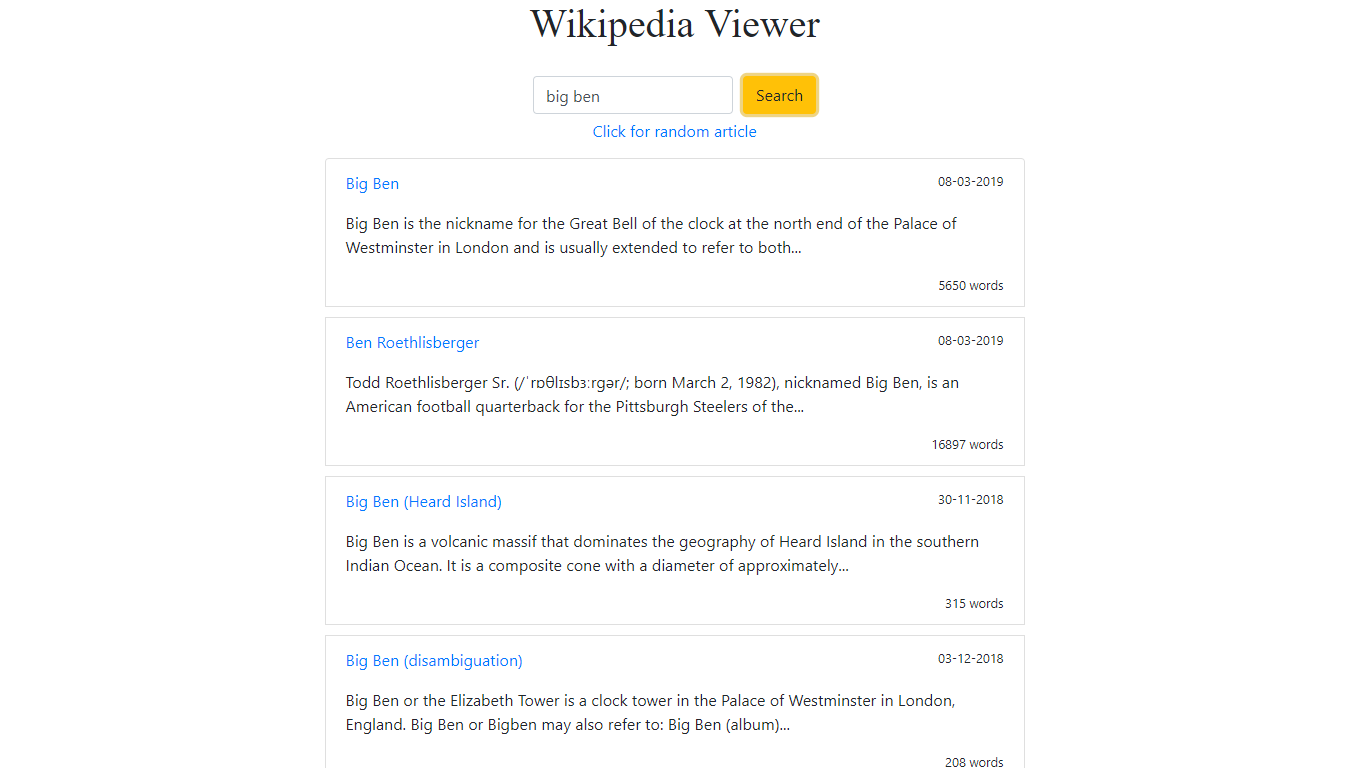 Wikipedia Viewer
big ben
Search
Click for random article
Big Ben
08-03-2019
Big Ben is the nickname for the Great Bell of the clock at the north end of the Palace of
Westminster in London and is usually extended to refer to both...
5650 words
Ben Roethlisberger
08-03-2019
Todd Roethlisberger Sr. (/ˈrɒθlɪsbɜːrɡər/; born March 2, 1982), nicknamed Big Ben, is an
American football quarterback for the Pittsburgh Steelers of the...
16897 words
Big Ben (Heard Island)
30-11-2018
Big Ben is a volcanic massif that dominates the geography of Heard Island in the southern
Indian Ocean. It is a composite cone with a diameter of approximately...
315 words
Big Ben (disambiguation)
03-12-2018
Big Ben or the Elizabeth Tower is a clock tower in the Palace of Westminster in London,
England. Big Ben or Bigben may also refer to: Big Ben (album)...
208 words